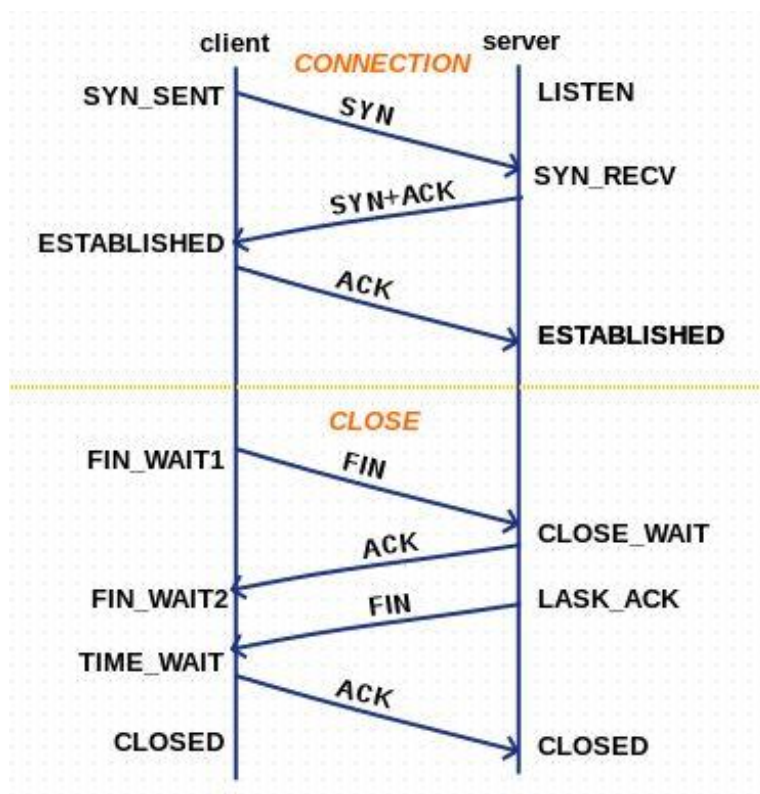 client
server
CONNECTION
SYN_SENT
LISTEN
SYN
SYN_RECV
SYN+ACK
ESTABLISHED
ACK
ESTABLISHED
CLOSE
FIN_WAIT1
FIN
CLOSE_WAIT
ACK
FIN_WAIT2
FIN
LASK_ACK
TIME_WAIT
ACK
CLOSED
CLOSED